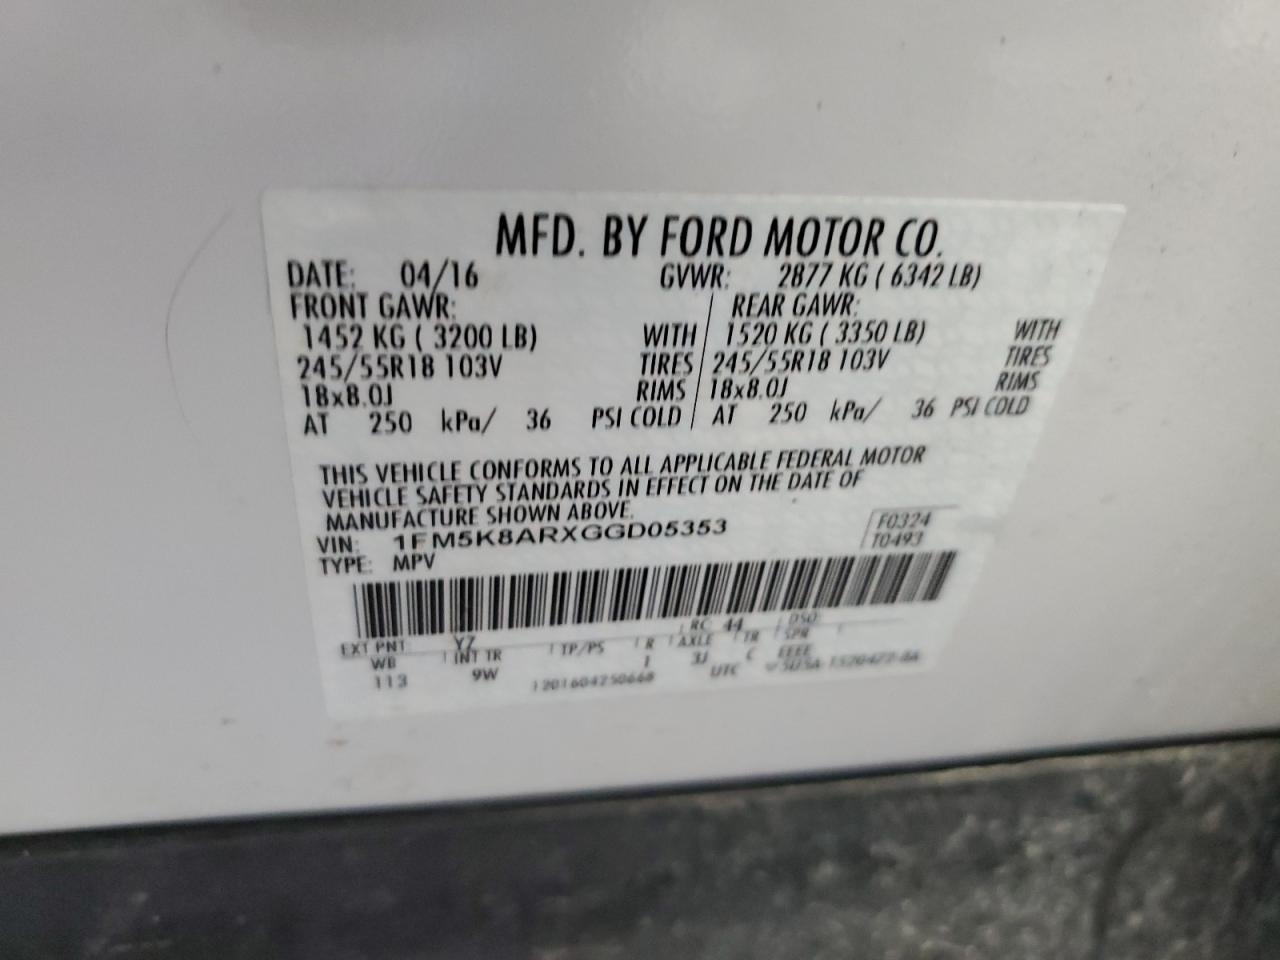 MFD. BY FORD MOTOR CO.
DATE: 04/16 GVWR: 2877 KG ( 6342 LB)
FRONT GAWR: REAR GAWR:
1452 KG ( 3200 LB) WITH 1520 KG ( 3350 LB) WITH
245/55R18 103V TIRES 245/55R18 103V TIRES
18x8.0J RIMS 18x8.0J RIMS
AT 250 kPa/ 36 PSI COLD AT 250 kPa/ 36 PSI COLD
THIS VEHICLE CONFORMS TO ALL APPLICABLE FEDERAL MOTOR
VEHICLE SAFETY STANDARDS IN EFFECT ON THE DATE OF
MANUFACTURE SHOWN ABOVE.
VIN: 1FM5K8ARXGGD05353 F0324
TYPE: MPV T0493
EXT PNT: YZ RC: 44 DSO:
WB INT TR TP/PS R AXLE TR SPR
113 9W 1 3J C EEEE
1201604250668 UTC